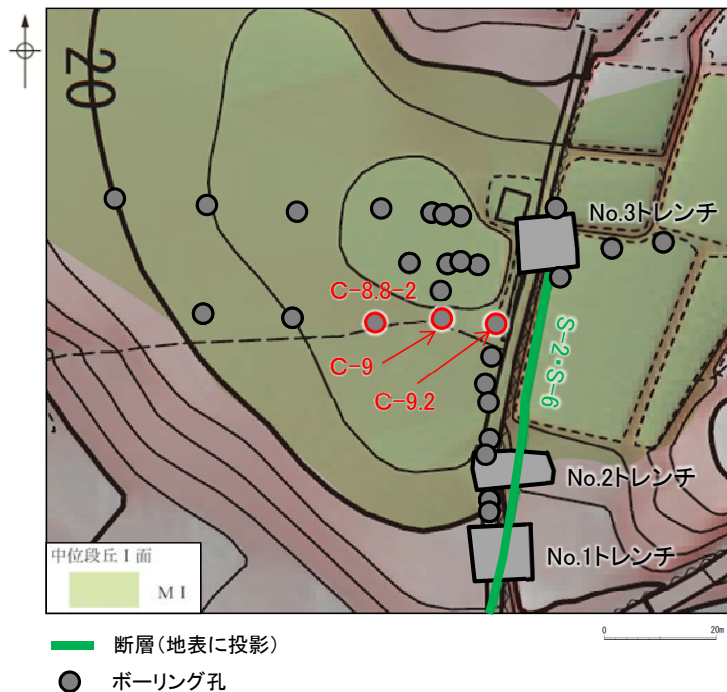 20
No.3トレンチ
C-8.8-2
S-2・S-6
C-9
C-9.2
No.2トレンチ
中位段丘Ⅰ面
MⅠ
No.1トレンチ
0 20m
断層(地表に投影)
ボーリング孔